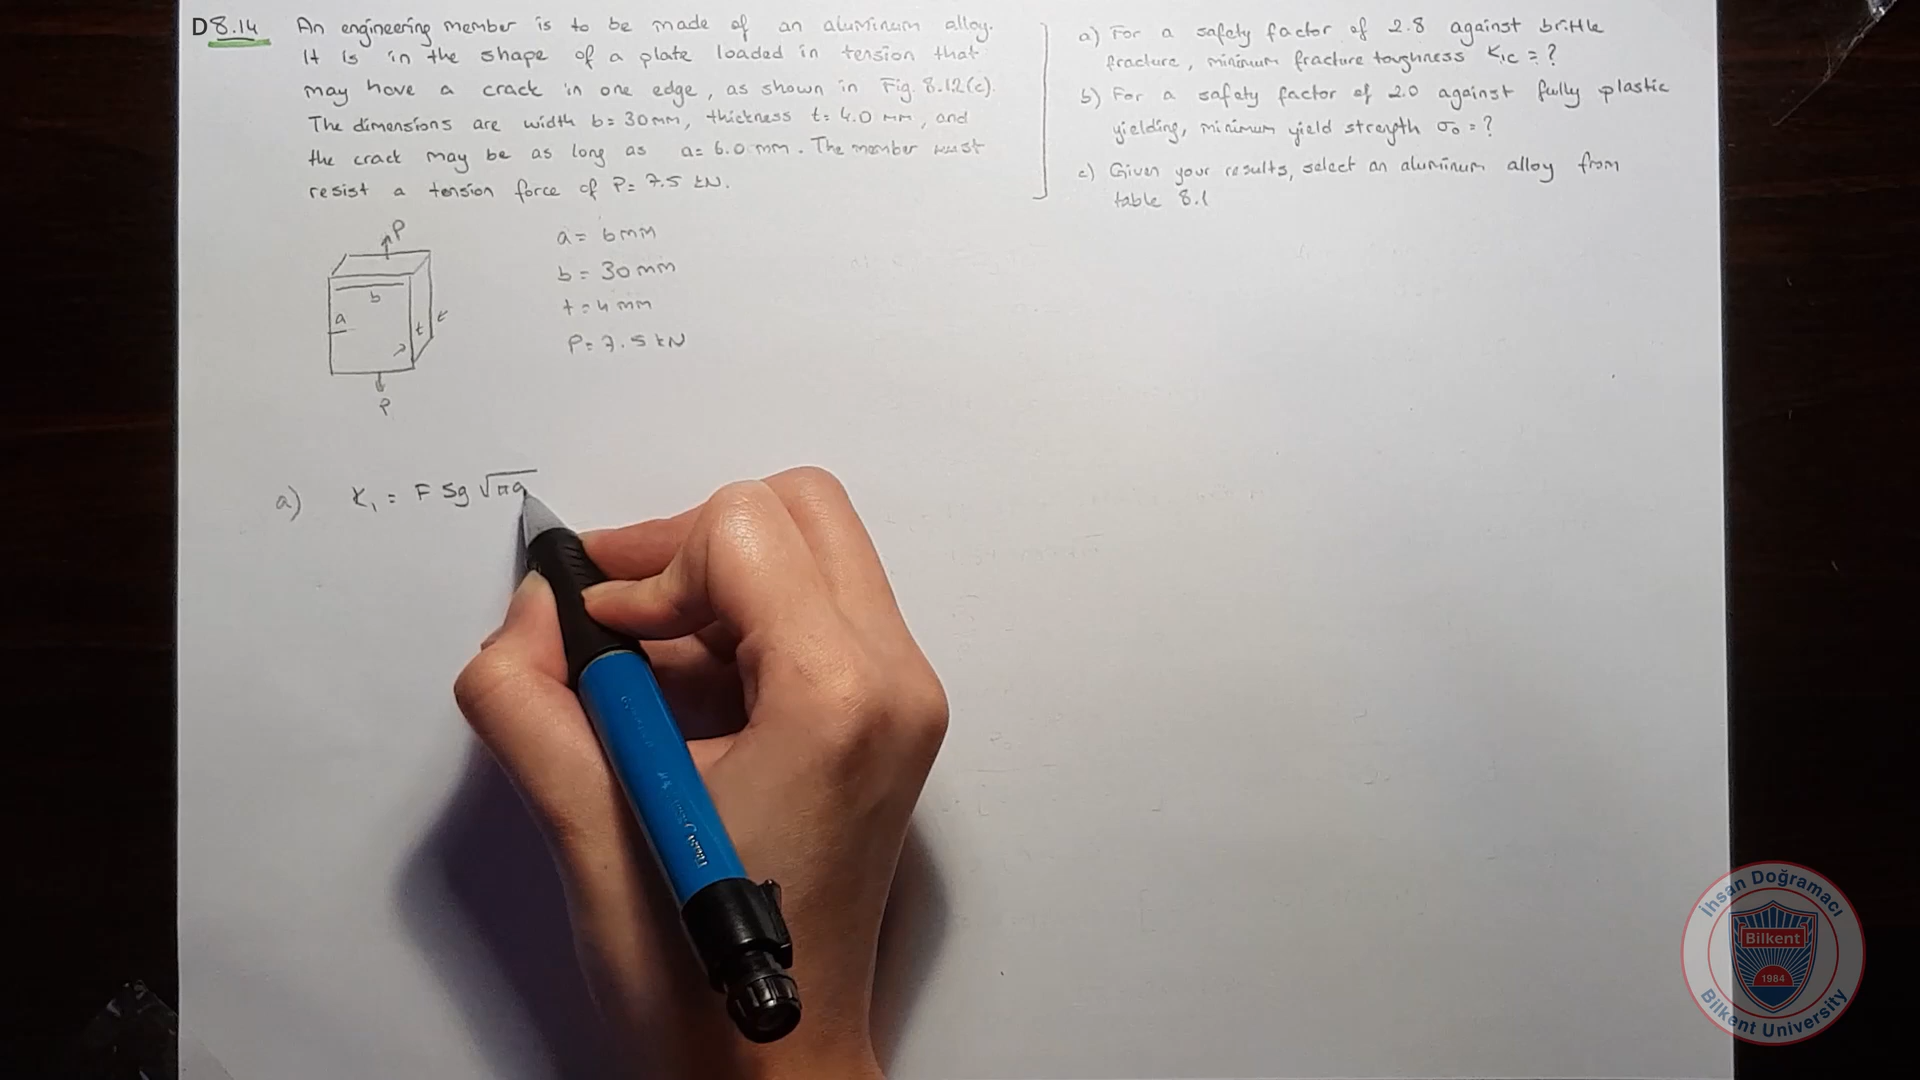 D8.14 An engineering member is to be made of an aluminum alloy.
It is in the shape of a plate loaded in tension that
may have a crack in one edge, as shown in Fig. 8.12(c).
The dimensions are width b= 30mm, thickness t= 4.0 mm, and
the crack may be as long as a= 6.0 mm. The member must
resist a tension force of P= 7.5 kN.
a) For a safety factor of 2.8 against brittle
fracture, minimum fracture toughness K1C = ?
b) For a safety factor of 2.0 against fully plastic
yielding, minimum yield strength σ0 = ?
c) Given your results, select an aluminum alloy from
table 8.1
P
b
a
t
t
P
a = 6mm
b = 30 mm
t = 4 mm
P= 7.5 kN
a) K1 = F Sg √πa
İhsan Doğramacı
Bilkent
1984
Bilkent University